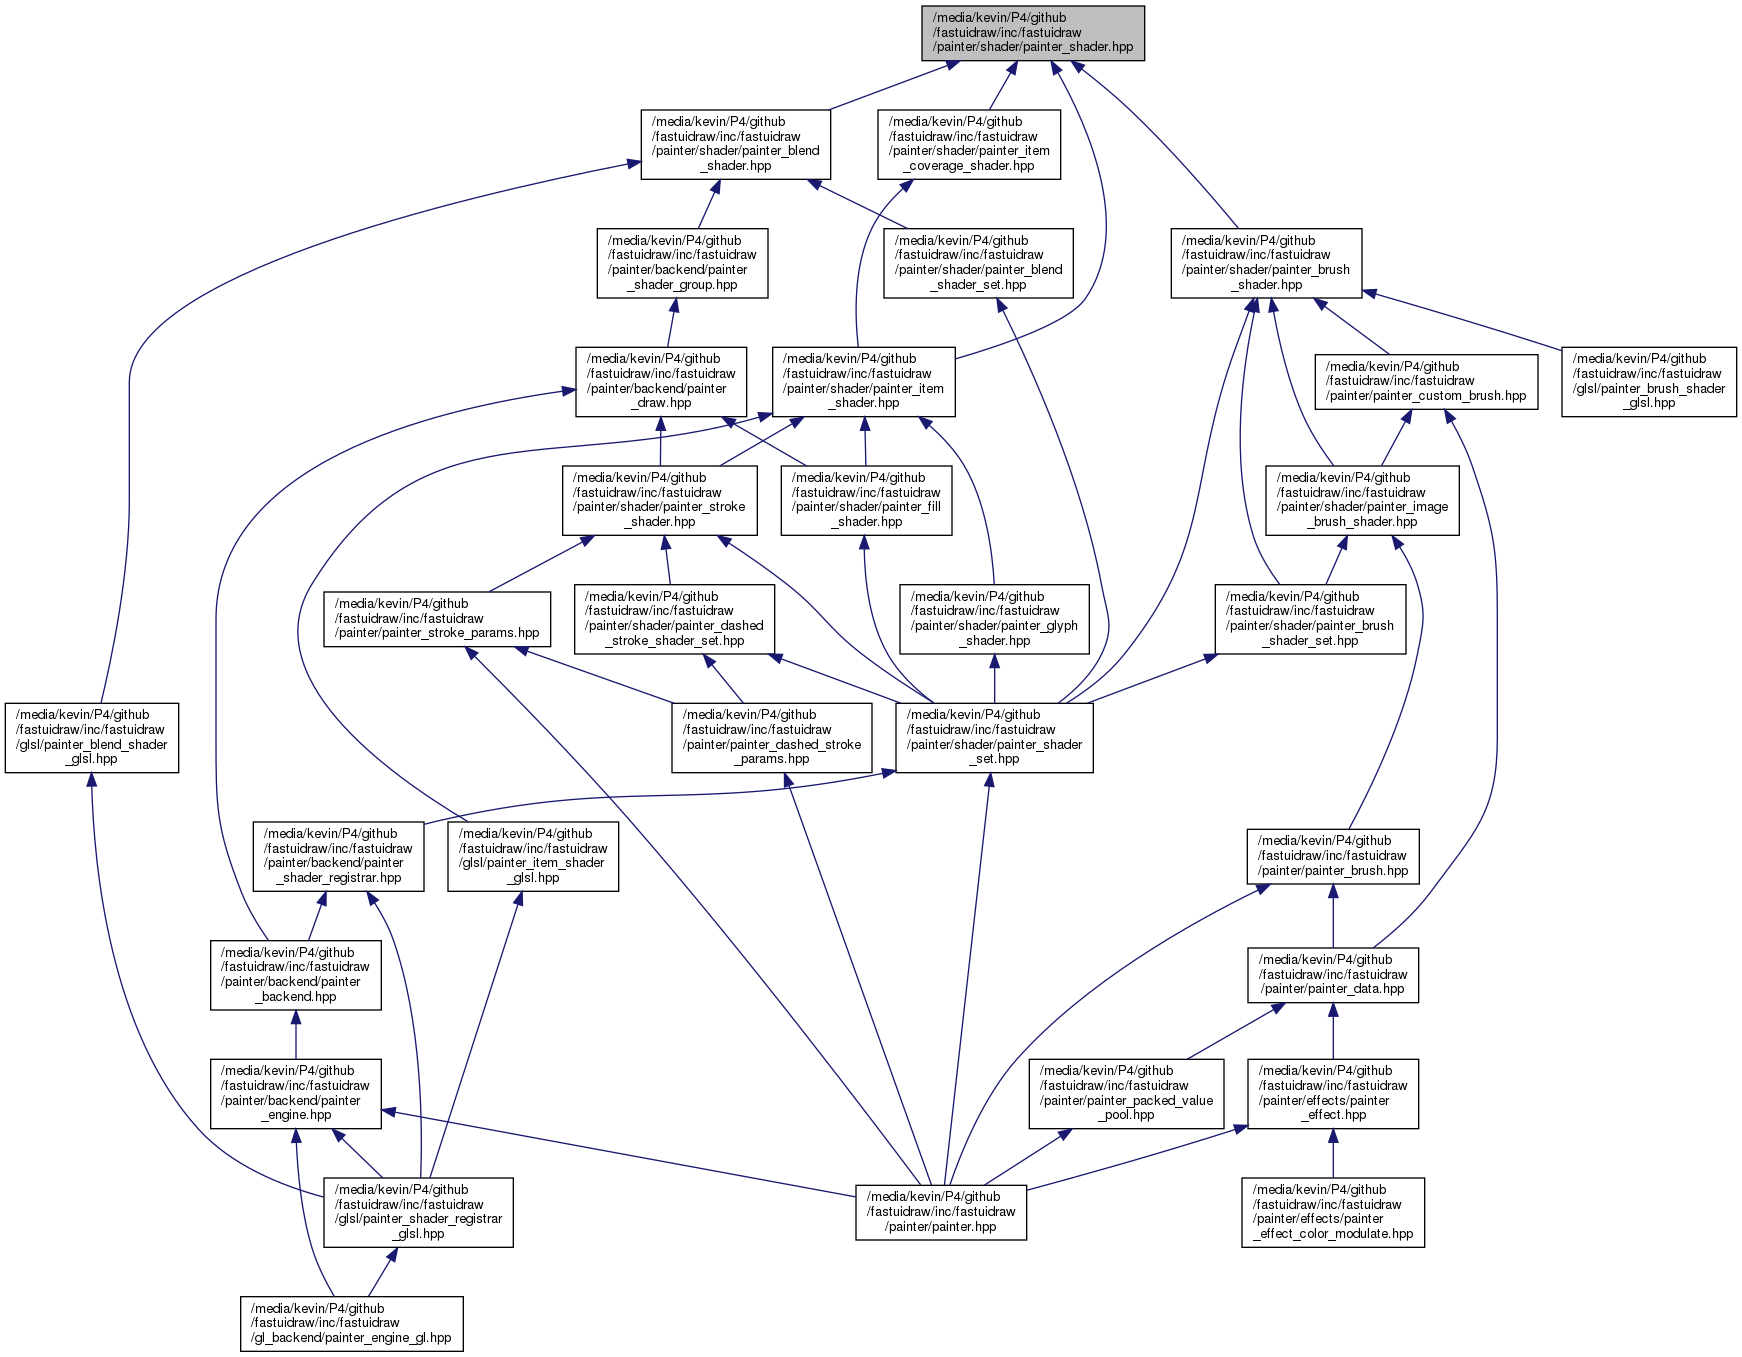 /media/kevin/P4/github
/fastuidraw/inc/fastuidraw
/painter/shader/painter_shader.hpp
/media/kevin/P4/github
/fastuidraw/inc/fastuidraw
/painter/shader/painter_blend
_shader.hpp
/media/kevin/P4/github
/fastuidraw/inc/fastuidraw
/painter/shader/painter_item
_coverage_shader.hpp
/media/kevin/P4/github
/fastuidraw/inc/fastuidraw
/painter/backend/painter
_shader_group.hpp
/media/kevin/P4/github
/fastuidraw/inc/fastuidraw
/painter/shader/painter_blend
_shader_set.hpp
/media/kevin/P4/github
/fastuidraw/inc/fastuidraw
/painter/shader/painter_brush
_shader.hpp
/media/kevin/P4/github
/fastuidraw/inc/fastuidraw
/painter/backend/painter
_draw.hpp
/media/kevin/P4/github
/fastuidraw/inc/fastuidraw
/painter/shader/painter_item
_shader.hpp
/media/kevin/P4/github
/fastuidraw/inc/fastuidraw
/painter/painter_custom_brush.hpp
/media/kevin/P4/github
/fastuidraw/inc/fastuidraw
/glsl/painter_brush_shader
_glsl.hpp
/media/kevin/P4/github
/fastuidraw/inc/fastuidraw
/painter/shader/painter_stroke
_shader.hpp
/media/kevin/P4/github
/fastuidraw/inc/fastuidraw
/painter/shader/painter_fill
_shader.hpp
/media/kevin/P4/github
/fastuidraw/inc/fastuidraw
/painter/shader/painter_image
_brush_shader.hpp
/media/kevin/P4/github
/fastuidraw/inc/fastuidraw
/painter/painter_stroke_params.hpp
/media/kevin/P4/github
/fastuidraw/inc/fastuidraw
/painter/shader/painter_dashed
_stroke_shader_set.hpp
/media/kevin/P4/github
/fastuidraw/inc/fastuidraw
/painter/shader/painter_glyph
_shader.hpp
/media/kevin/P4/github
/fastuidraw/inc/fastuidraw
/painter/shader/painter_brush
_shader_set.hpp
/media/kevin/P4/github
/fastuidraw/inc/fastuidraw
/glsl/painter_blend_shader
_glsl.hpp
/media/kevin/P4/github
/fastuidraw/inc/fastuidraw
/painter/painter_dashed_stroke
_params.hpp
/media/kevin/P4/github
/fastuidraw/inc/fastuidraw
/painter/shader/painter_shader
_set.hpp
/media/kevin/P4/github
/fastuidraw/inc/fastuidraw
/painter/backend/painter
_shader_registrar.hpp
/media/kevin/P4/github
/fastuidraw/inc/fastuidraw
/glsl/painter_item_shader
_glsl.hpp
/media/kevin/P4/github
/fastuidraw/inc/fastuidraw
/painter/painter_brush.hpp
/media/kevin/P4/github
/fastuidraw/inc/fastuidraw
/painter/backend/painter
_backend.hpp
/media/kevin/P4/github
/fastuidraw/inc/fastuidraw
/painter/painter_data.hpp
/media/kevin/P4/github
/fastuidraw/inc/fastuidraw
/painter/backend/painter
_engine.hpp
/media/kevin/P4/github
/fastuidraw/inc/fastuidraw
/painter/painter_packed_value
_pool.hpp
/media/kevin/P4/github
/fastuidraw/inc/fastuidraw
/painter/effects/painter
_effect.hpp
/media/kevin/P4/github
/fastuidraw/inc/fastuidraw
/glsl/painter_shader_registrar
_glsl.hpp
/media/kevin/P4/github
/fastuidraw/inc/fastuidraw
/painter/painter.hpp
/media/kevin/P4/github
/fastuidraw/inc/fastuidraw
/painter/effects/painter
_effect_color_modulate.hpp
/media/kevin/P4/github
/fastuidraw/inc/fastuidraw
/gl_backend/painter_engine_gl.hpp